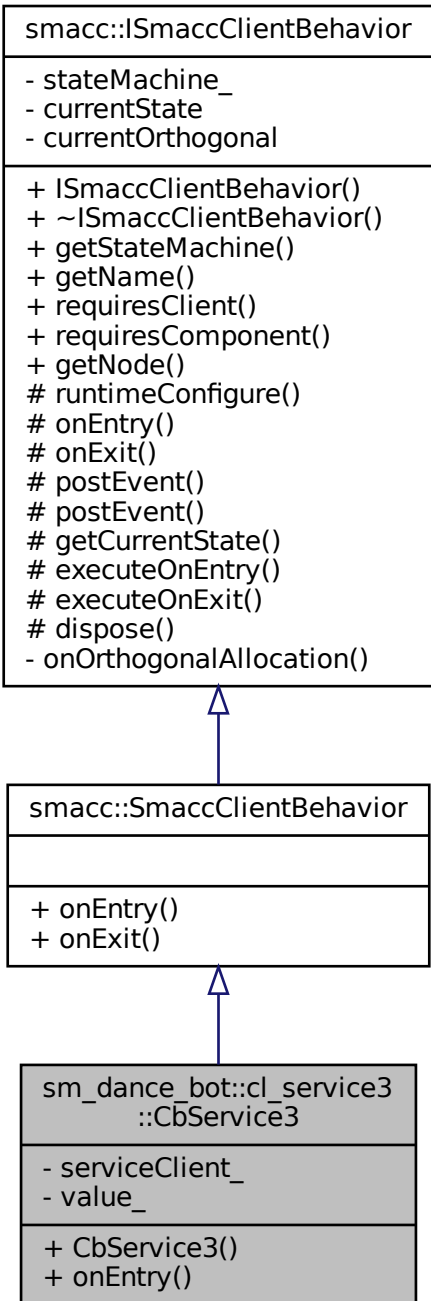 smacc::ISmaccClientBehavior
- stateMachine_
- currentState
- currentOrthogonal
+ ISmaccClientBehavior()
+ ~ISmaccClientBehavior()
+ getStateMachine()
+ getName()
+ requiresClient()
+ requiresComponent()
+ getNode()
# runtimeConfigure()
# onEntry()
# onExit()
# postEvent()
# postEvent()
# getCurrentState()
# executeOnEntry()
# executeOnExit()
# dispose()
- onOrthogonalAllocation()
smacc::SmaccClientBehavior
+ onEntry()
+ onExit()
sm_dance_bot::cl_service3
::CbService3
- serviceClient_
- value_
+ CbService3()
+ onEntry()